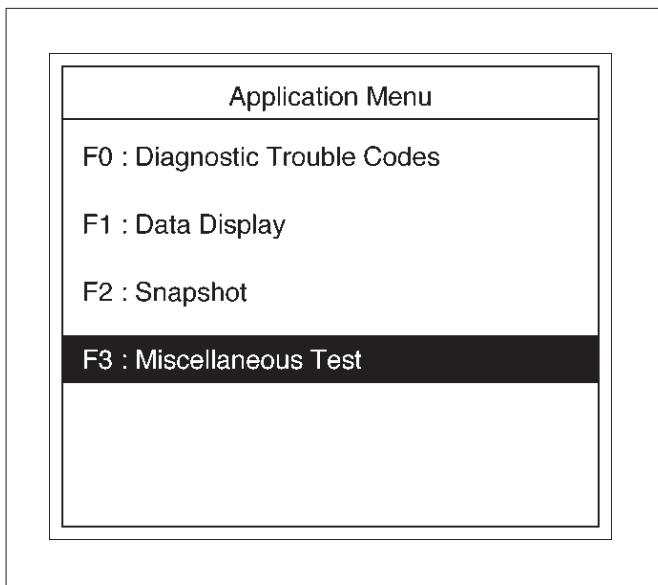 Application Menu
F0 : Diagnostic Trouble Codes
F1 : Data Display
F2 : Snapshot
F3 : Miscellaneous Test